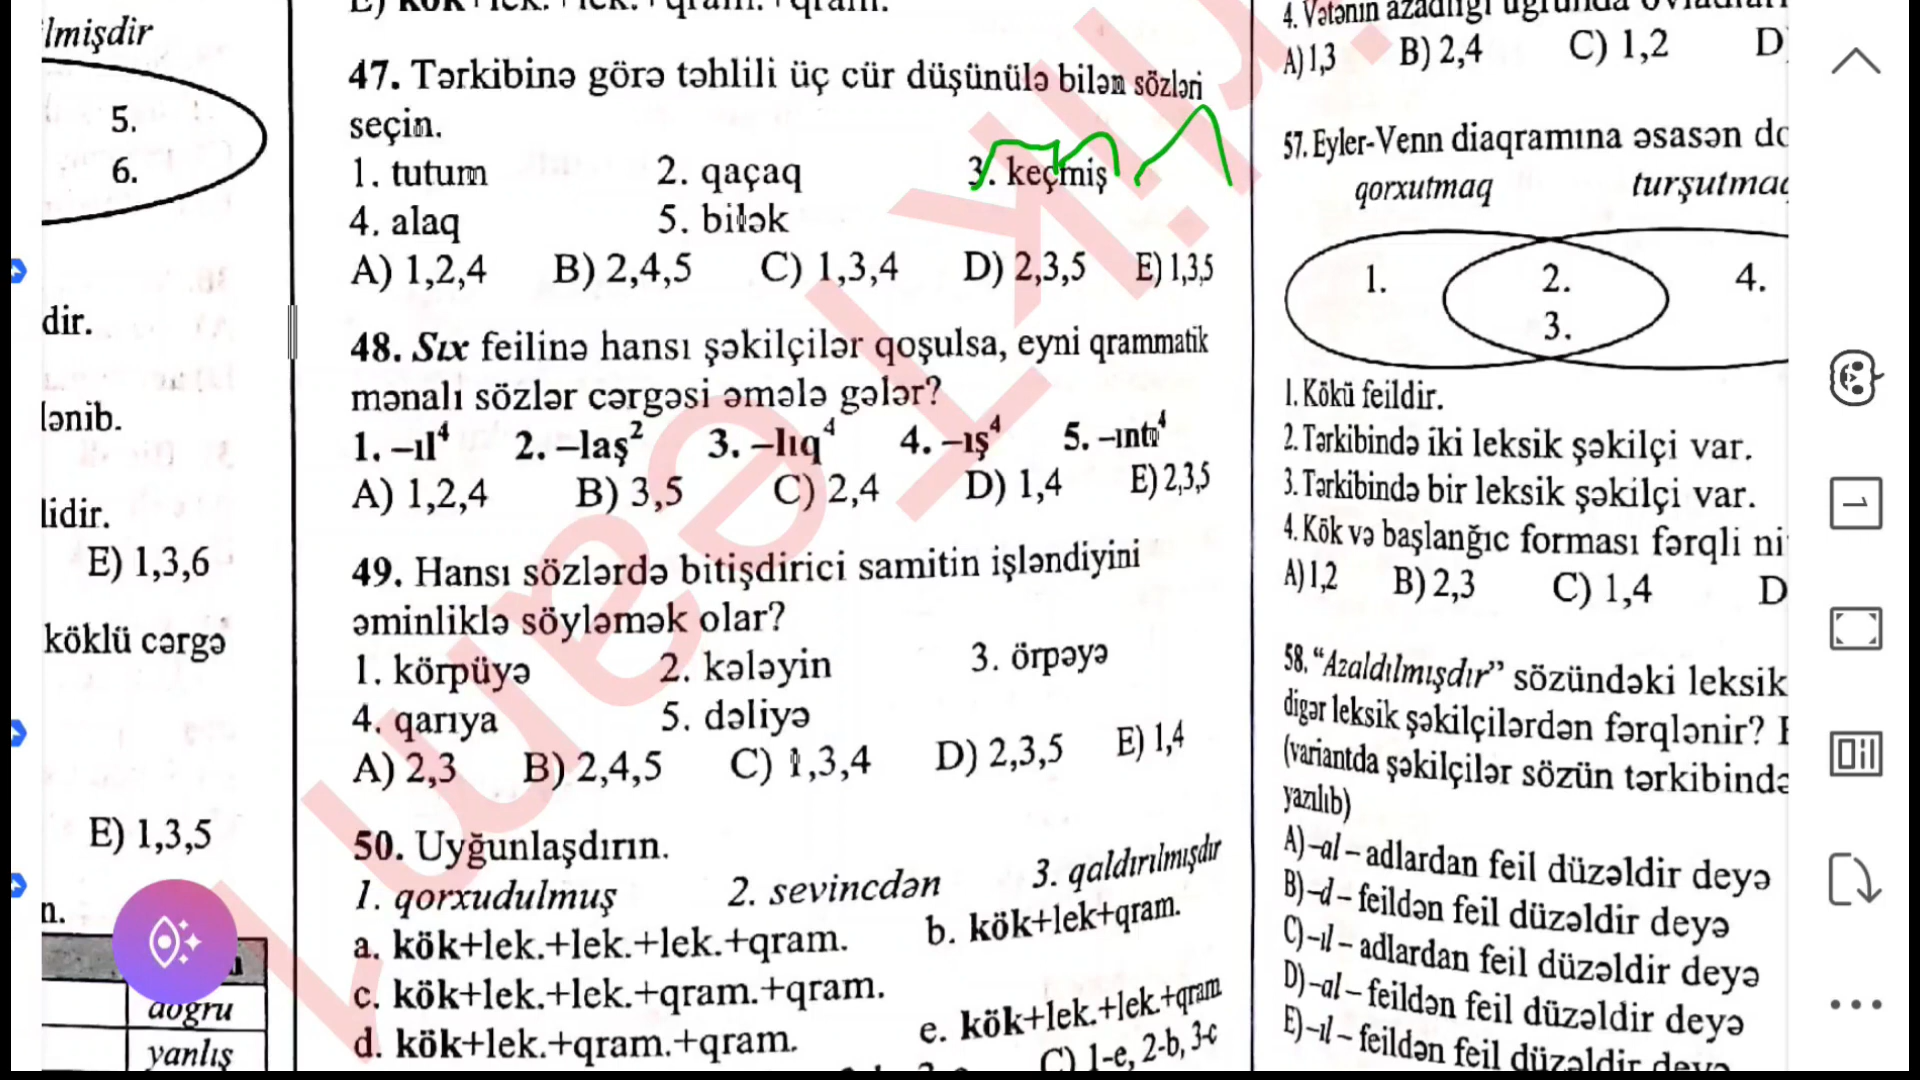 lmişdir
5.
6.
dir.
lənib.
lidir.
E) 1,3,6
köklü cərgə
E) 1,3,5
n.
doğru
yanlış
E) kök+lek.+lek.+qram.+qram.
47. Tərkibinə görə təhlili üç cür düşünülə bilən sözləri
seçin.
1. tutum 2. qaçaq 3. keçmiş
4. alaq 5. bilək
A) 1,2,4 B) 2,4,5 C) 1,3,4 D) 2,3,5 E) 1,3,5
48. Sıx feilinə hansı şəkilçilər qoşulsa, eyni qrammatik
mənalı sözlər cərgəsi əmələ gələr?
1. –ıl⁴ 2. –laş² 3. –lıq⁴ 4. –ış⁴ 5. –ıntı⁴
A) 1,2,4 B) 3,5 C) 2,4 D) 1,4 E) 2,3,5
49. Hansı sözlərdə bitişdirici samitin işləndiyini
əminliklə söyləmək olar?
1. körpüyə 2. kələyin 3. örpəyə
4. qarıya 5. dəliyə
A) 2,3 B) 2,4,5 C) 1,3,4 D) 2,3,5 E) 1,4
50. Uyğunlaşdırın.
1. qorxudulmuş 2. sevincdən 3. qaldırılmışdır
a. kök+lek.+lek.+lek.+qram. b. kök+lek+qram.
c. kök+lek.+lek.+qram.+qram.
d. kök+lek.+qram.+qram. e. kök+lek.+lek.+qram
C) 1-e, 2-b, 3-c
4. Vətənin azadlığı uğrunda övladları
A) 1,3 B) 2,4 C) 1,2 D)
57. Eyler-Venn diaqramına əsasən do
qorxutmaq turşutmaq
1. 2. 4.
3.
1. Kökü feildir.
2. Tərkibində iki leksik şəkilçi var.
3. Tərkibində bir leksik şəkilçi var.
4. Kök və başlanğıc forması fərqli ni
A) 1,2 B) 2,3 C) 1,4 D
58. “Azaldılmışdır” sözündəki leksik
digər leksik şəkilçilərdən fərqlənir?
(variantda şəkilçilər sözün tərkibində
yazılıb)
A) –al – adlardan feil düzəldir deyə
B) –d – feildən feil düzəldir deyə
C) –ıl – adlardan feil düzəldir deyə
D) –al – feildən feil düzəldir deyə
E) –ıl – feildən feil düzəldir deyə